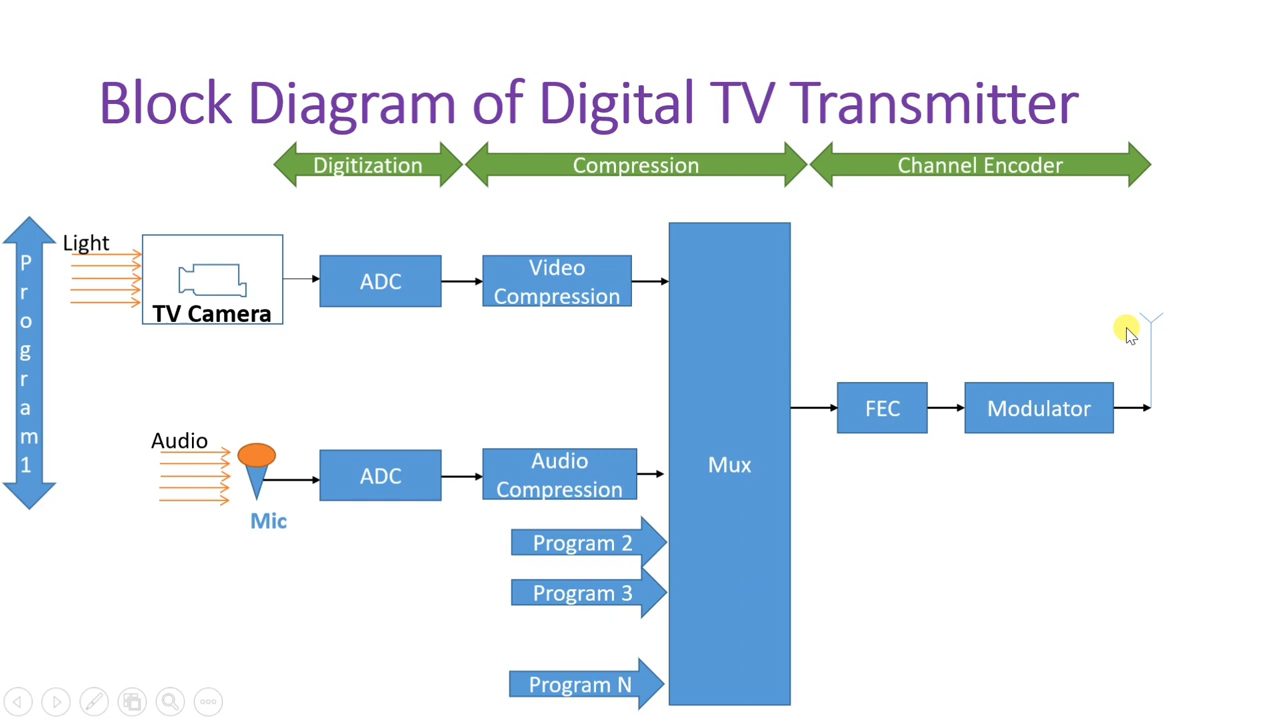 Block Diagram of Digital TV Transmitter
Digitization
Compression
Channel Encoder
Program1
Light
TV Camera
ADC
Video
Compression
FEC
Modulator
Audio
Mic
ADC
Audio
Compression
Mux
Program 2
Program 3
Program N